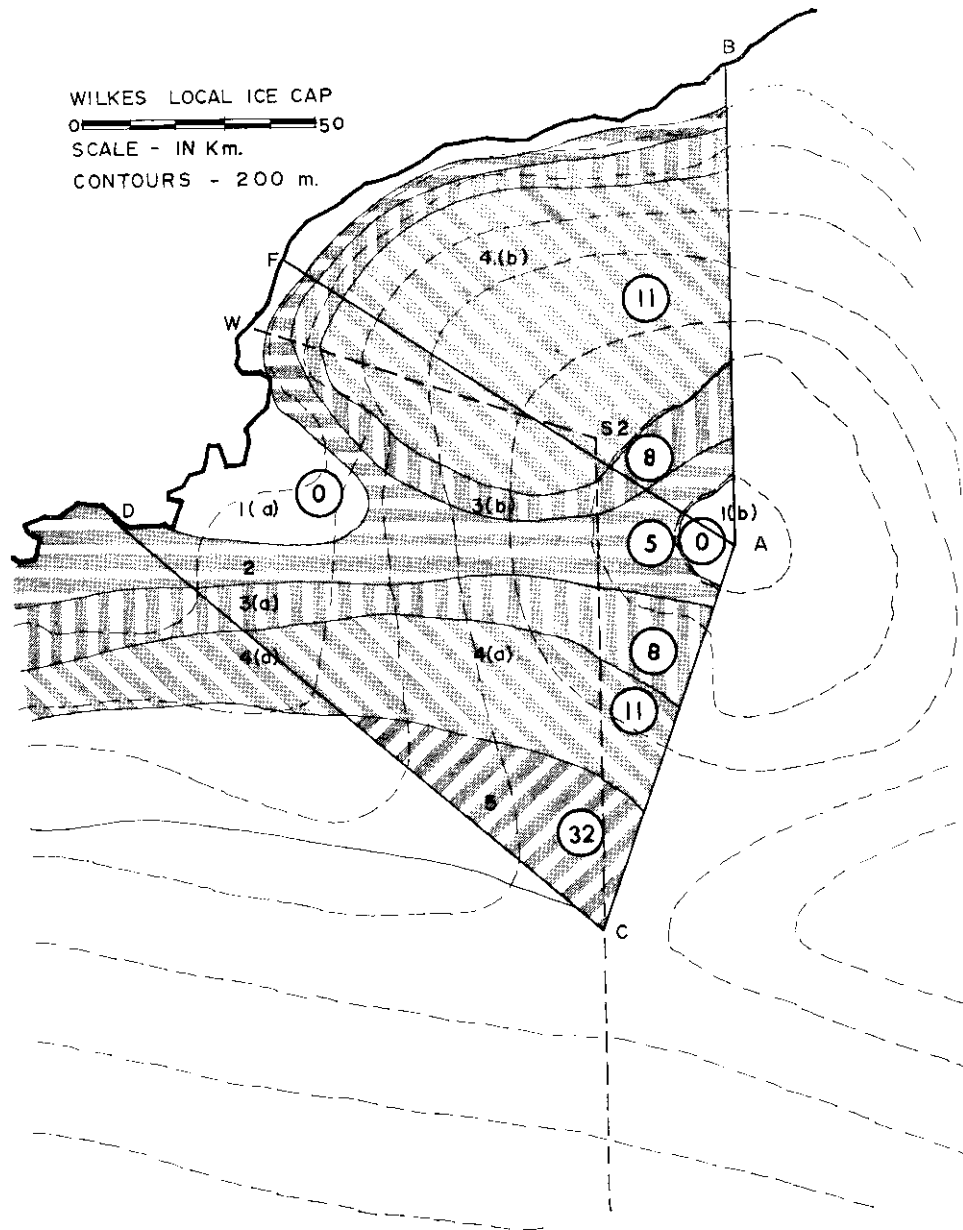 B
WILKES LOCAL ICE CAP
0 50
SCALE - IN Km.
CONTOURS - 200 m.
4.(b)
F
11
W
S2
8
0
1(a)
3(b)
1(b)
D
5
0
A
2
3(a)
4(a)
4(a)
8
11
5
32
C